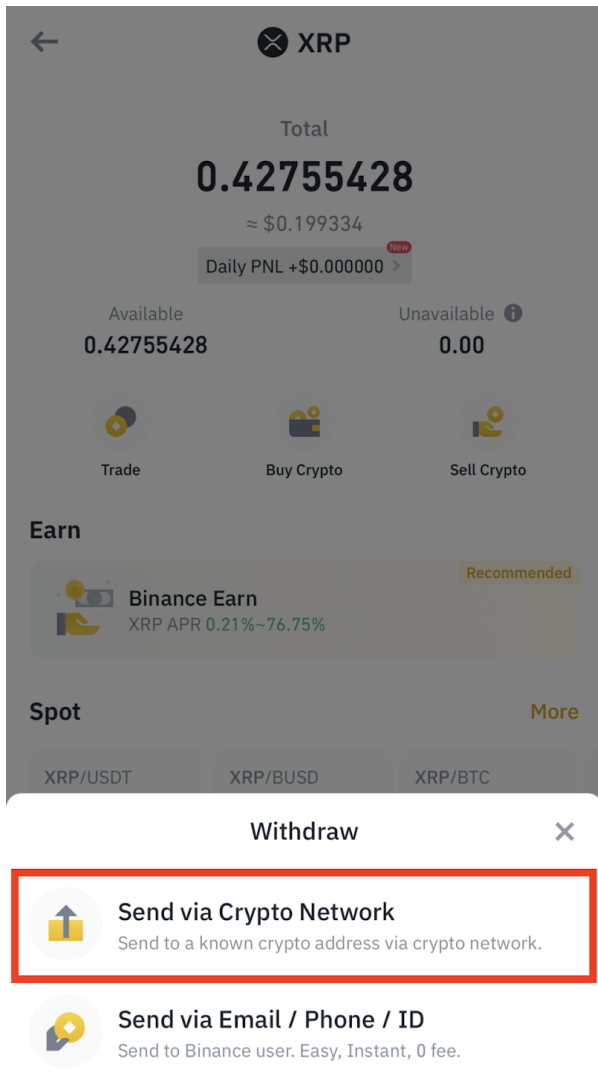 XRP
Total
0.42755428
≈ $0.199334
New
Daily PNL +$0.000000 >
Available
Unavailable
0.42755428
0.00
Trade
Buy Crypto
Sell Crypto
Earn
Recommended
Binance Earn
XRP APR 0.21%~76.75%
Spot
More
XRP/USDT
XRP/BUSD
XRP/BTC
Withdraw
Send via Crypto Network
Send to a known crypto address via crypto network.
Send via Email / Phone / ID
Send to Binance user. Easy, Instant, 0 fee.